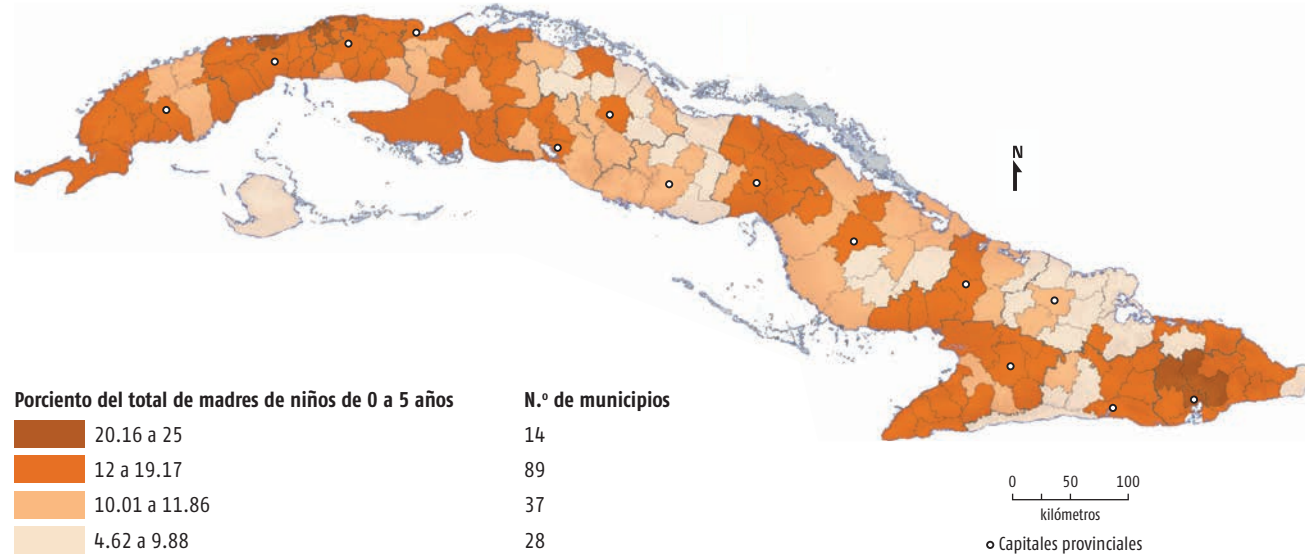 N
Porciento del total de madres de niños de 0 a 5 años N.º de municipios
20.16 a 25 14
12 a 19.17 89
10.01 a 11.86 37
4.62 a 9.88 28
0 50 100
kilómetros
Capitales provinciales